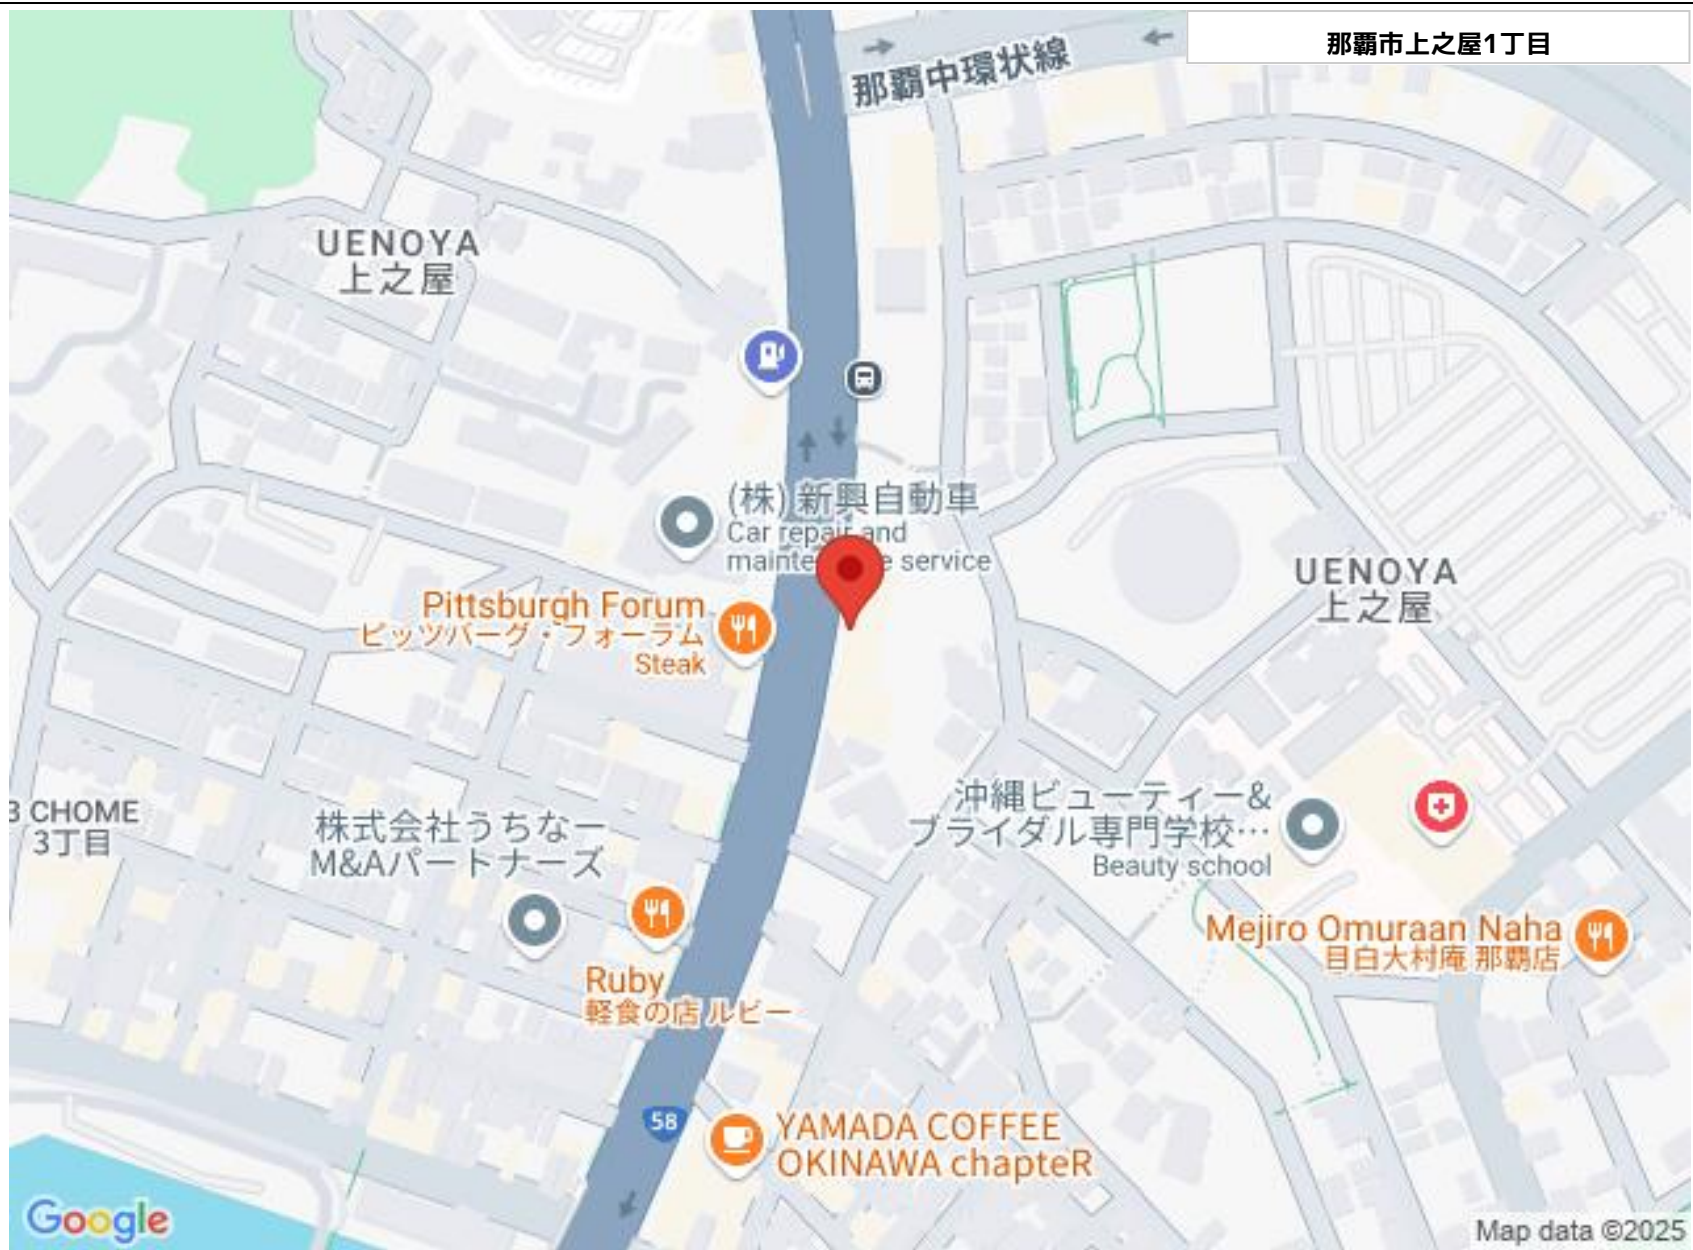 那覇市上之屋1丁目
那覇中環状線
UENOYA
上之屋
(株) 新興自動車
Car repair and
service
UENOYA
上之屋
Pittsburgh Forum
ピッツバーグ・フォーラム
Steak
3 CHOME
3丁目
株式会社うちなー
M&Aパートナーズ
沖縄ビューティー&
ブライダル専門学校…
Beauty school
Mejiro Omuraan Naha
目白大村庵 那覇店
Ruby
軽食の店 ルビー
58
YAMADA COFFEE
OKINAWA chapteR
Google
Map data ©2025